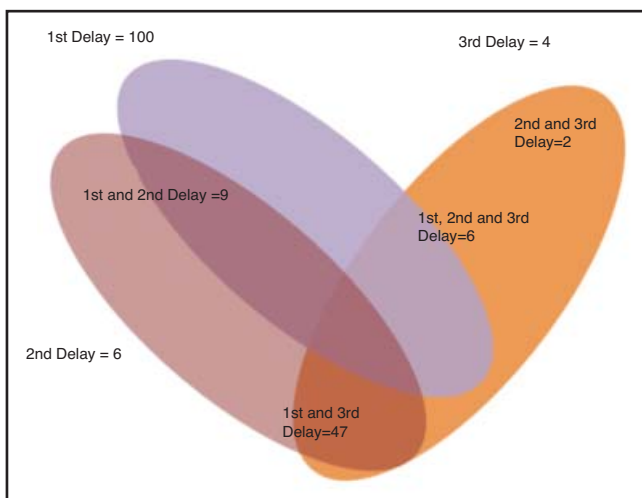 1st Delay = 100
3rd Delay = 4
2nd and 3rd
Delay=2
1st and 2nd Delay =9
1st, 2nd and 3rd
Delay=6
2nd Delay = 6
1st and 3rd
Delay=47